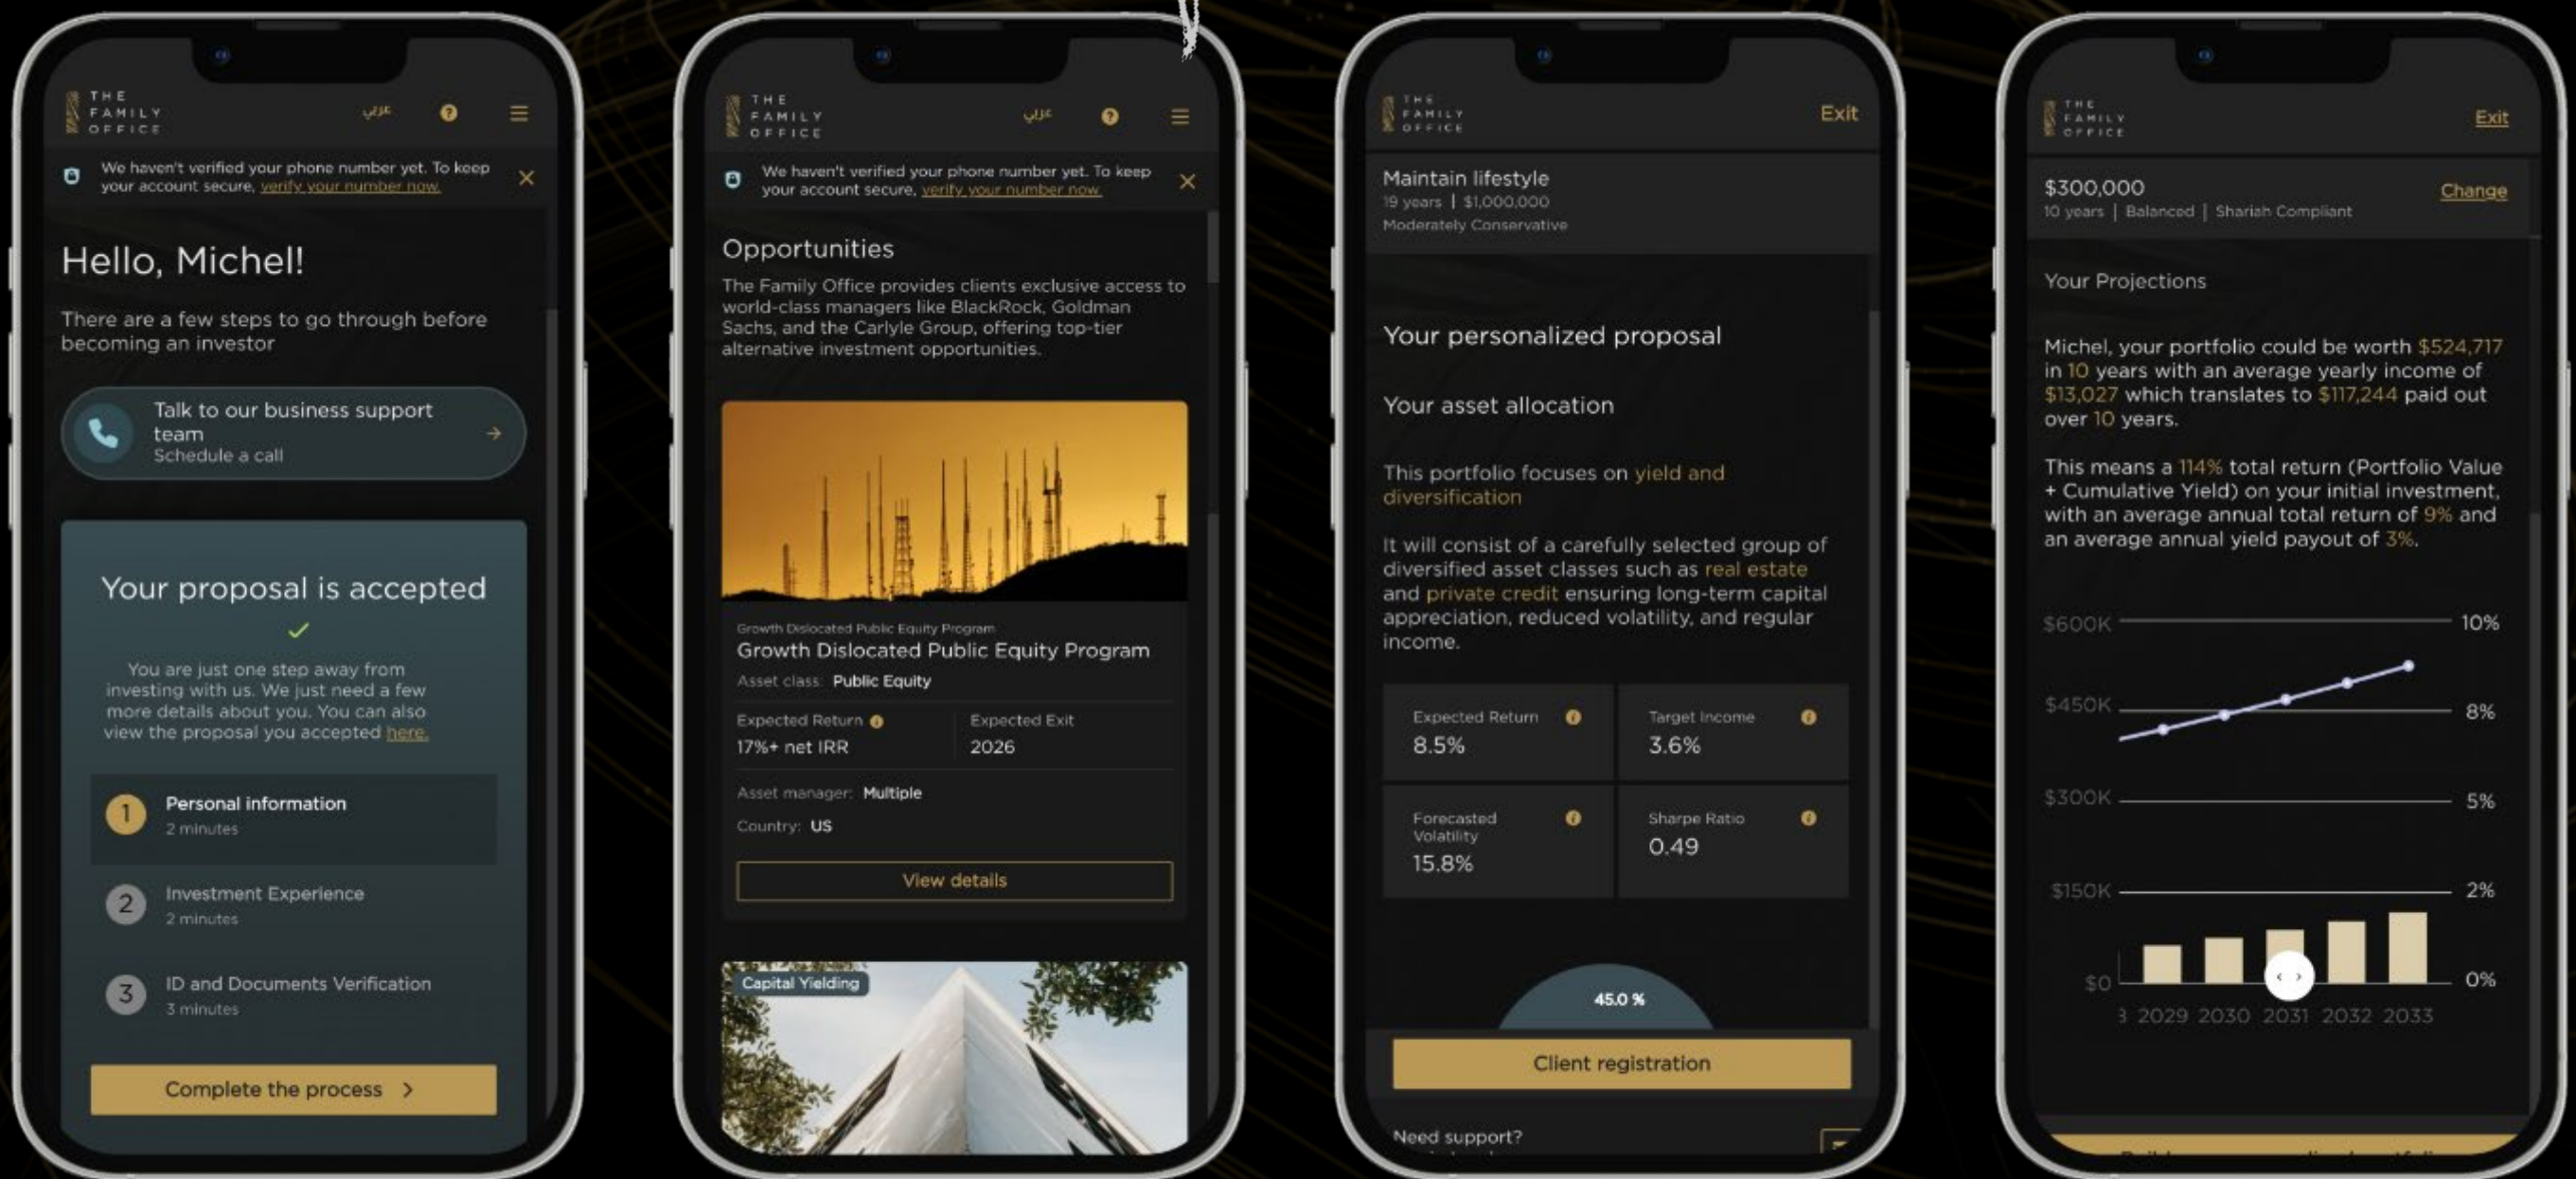 THE
FAMILY
OFFICE
عربي
?
We haven't verified your phone number yet. To keep
your account secure, verify your number now.
Hello, Michel!
There are a few steps to go through before
becoming an investor
Talk to our business support
team
Schedule a call
Your proposal is accepted
You are just one step away from
investing with us. We just need a few
more details about you. You can also
view the proposal you accepted here.
1
Personal information
2 minutes
2
Investment Experience
2 minutes
3
ID and Documents Verification
3 minutes
Complete the process >
THE
FAMILY
OFFICE
عربي
?
We haven't verified your phone number yet. To keep
your account secure, verify your number now.
Opportunities
The Family Office provides clients exclusive access to
world-class managers like BlackRock, Goldman
Sachs, and the Carlyle Group, offering top-tier
alternative investment opportunities.
Growth Dislocated Public Equity Program
Growth Dislocated Public Equity Program
Asset class: Public Equity
Expected Return i Expected Exit
17%+ net IRR 2026
Asset manager: Multiple
Country: US
View details
Capital Yielding
THE
FAMILY
OFFICE
Exit
Maintain lifestyle
19 years | $1,000,000
Moderately Conservative
Your personalized proposal
Your asset allocation
This portfolio focuses on yield and
diversification
It will consist of a carefully selected group of
diversified asset classes such as real estate
and private credit ensuring long-term capital
appreciation, reduced volatility, and regular
income.
Expected Return i Target Income i
8.5% 3.6%
Forecasted
Volatility i
15.8%
Sharpe Ratio i
0.49
45.0 %
Client registration
Need support?
THE
FAMILY
OFFICE
Exit
$300,000
10 years | Balanced | Shariah Compliant
Change
Your Projections
Michel, your portfolio could be worth $524,717
in 10 years with an average yearly income of
$13,027 which translates to $117,244 paid out
over 10 years.
This means a 114% total return (Portfolio Value
+ Cumulative Yield) on your initial investment,
with an average annual total return of 9% and
an average annual yield payout of 3%.
$600K 10%
$450K 8%
$300K 5%
$150K 2%
$0 0%
2029 2030 2031 2032 2033